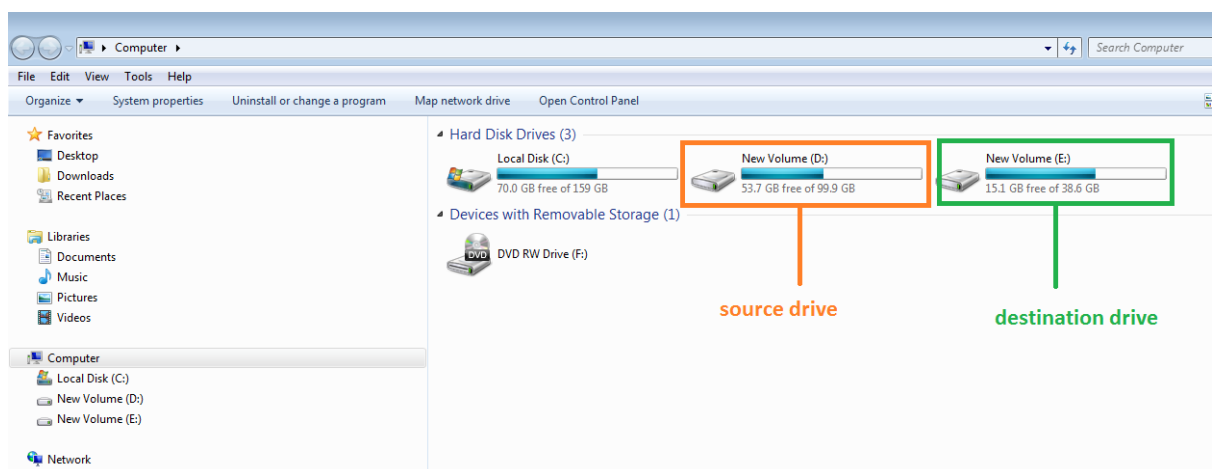 Computer
Search Computer
File Edit View Tools Help
Organize System properties Uninstall or change a program Map network drive Open Control Panel
Favorites
Desktop
Downloads
Recent Places
Libraries
Documents
Music
Pictures
Videos
Computer
Local Disk (C:)
New Volume (D:)
New Volume (E:)
Network
Hard Disk Drives (3)
Local Disk (C:)
70.0 GB free of 159 GB
New Volume (D:)
53.7 GB free of 99.9 GB
New Volume (E:)
15.1 GB free of 38.6 GB
Devices with Removable Storage (1)
DVD
DVD RW Drive (F:)
source drive
destination drive